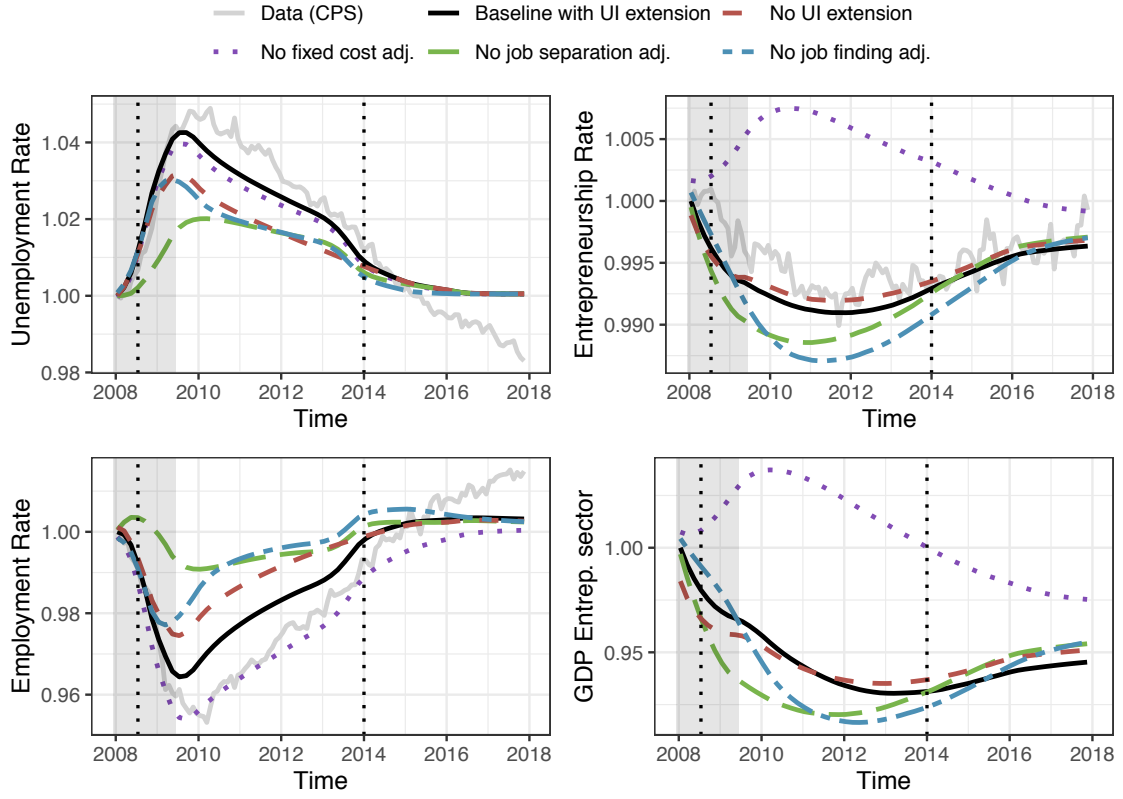 Data (CPS) Baseline with UI extension No UI extension
No fixed cost adj. No job separation adj. No job finding adj.
Unemployment Rate
1.04
1.02
1.00
0.98
2008 2010 2012 2014 2016 2018
Time
Entrepreneurship Rate
1.005
1.000
0.995
0.990
2008 2010 2012 2014 2016 2018
Time
Employment Rate
1.00
0.98
0.96
2008 2010 2012 2014 2016 2018
Time
GDP Entrep. sector
1.00
0.95
2008 2010 2012 2014 2016 2018
Time